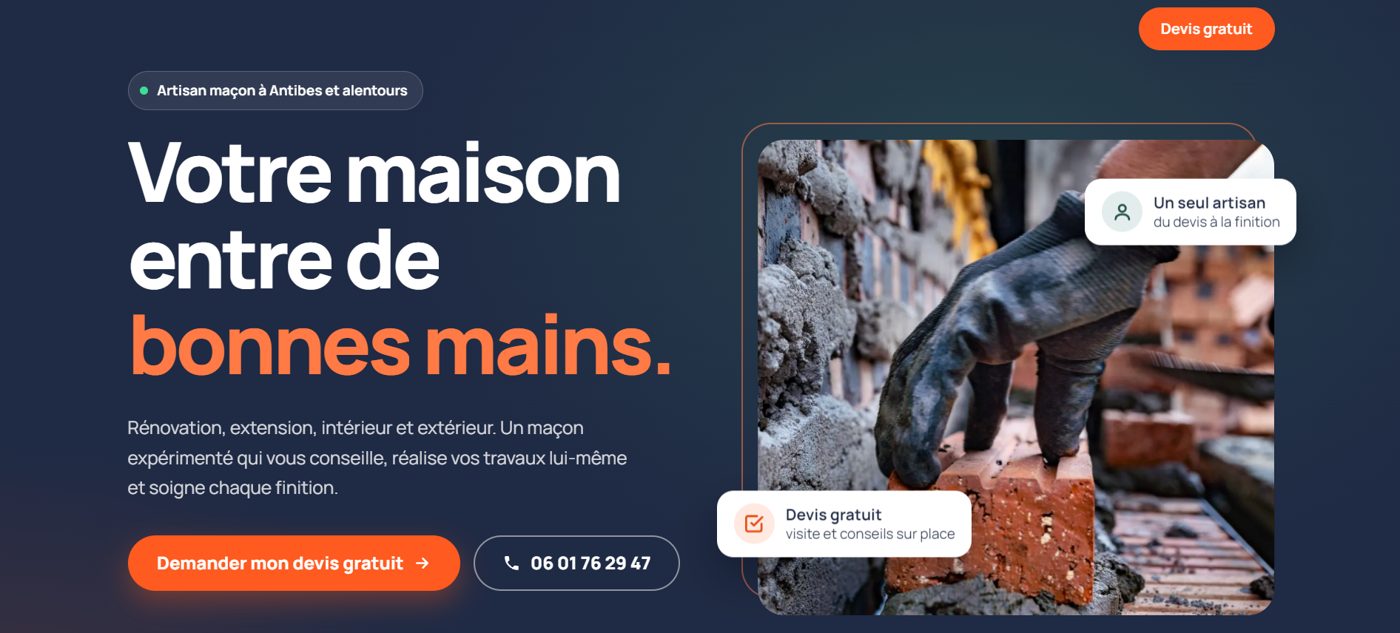 Devis gratuit
Artisan maçon à Antibes et alentours
Votre maison
entre de
bonnes mains.
Rénovation, extension, intérieur et extérieur. Un maçon
expérimenté qui vous conseille, réalise vos travaux lui-même
et soigne chaque finition.
Demander mon devis gratuit →
06 01 76 29 47
Un seul artisan
du devis à la finition
Devis gratuit
visite et conseils sur place